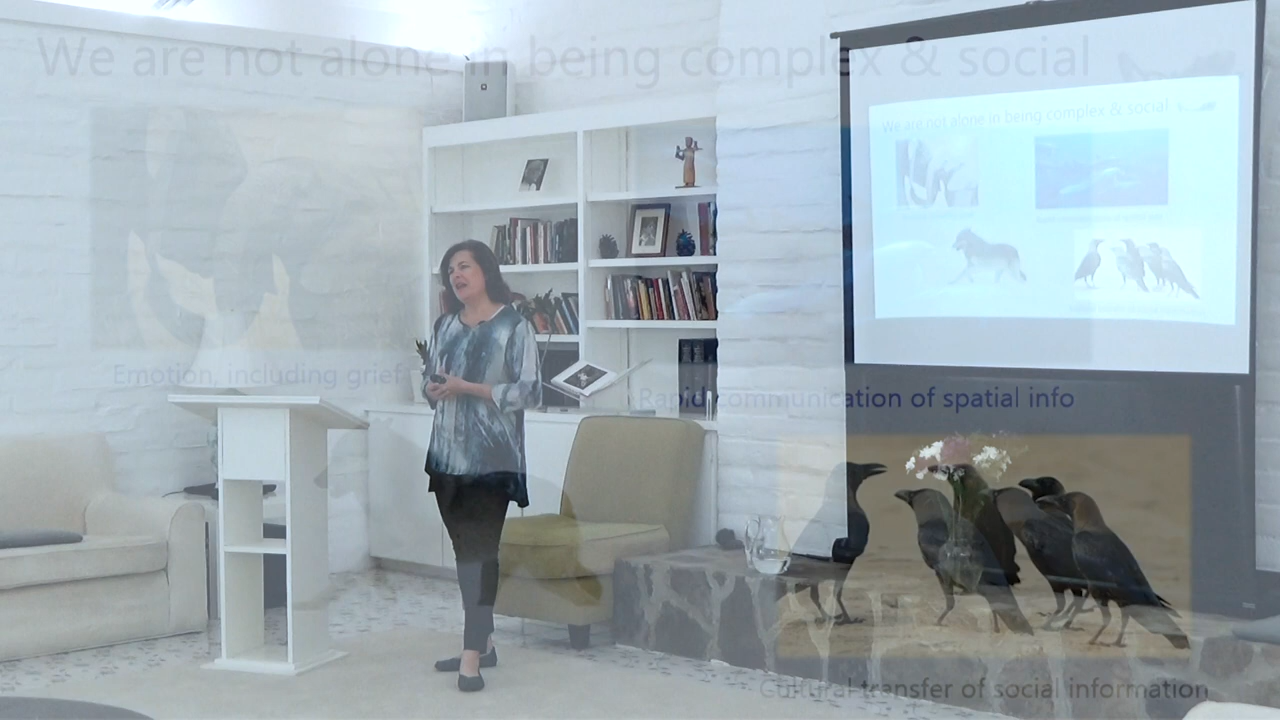 We are not alone in being complex & social
We are not alone in being complex & social
Emotion, including grief
Rapid communication of spatial info
Cultural transfer of social information